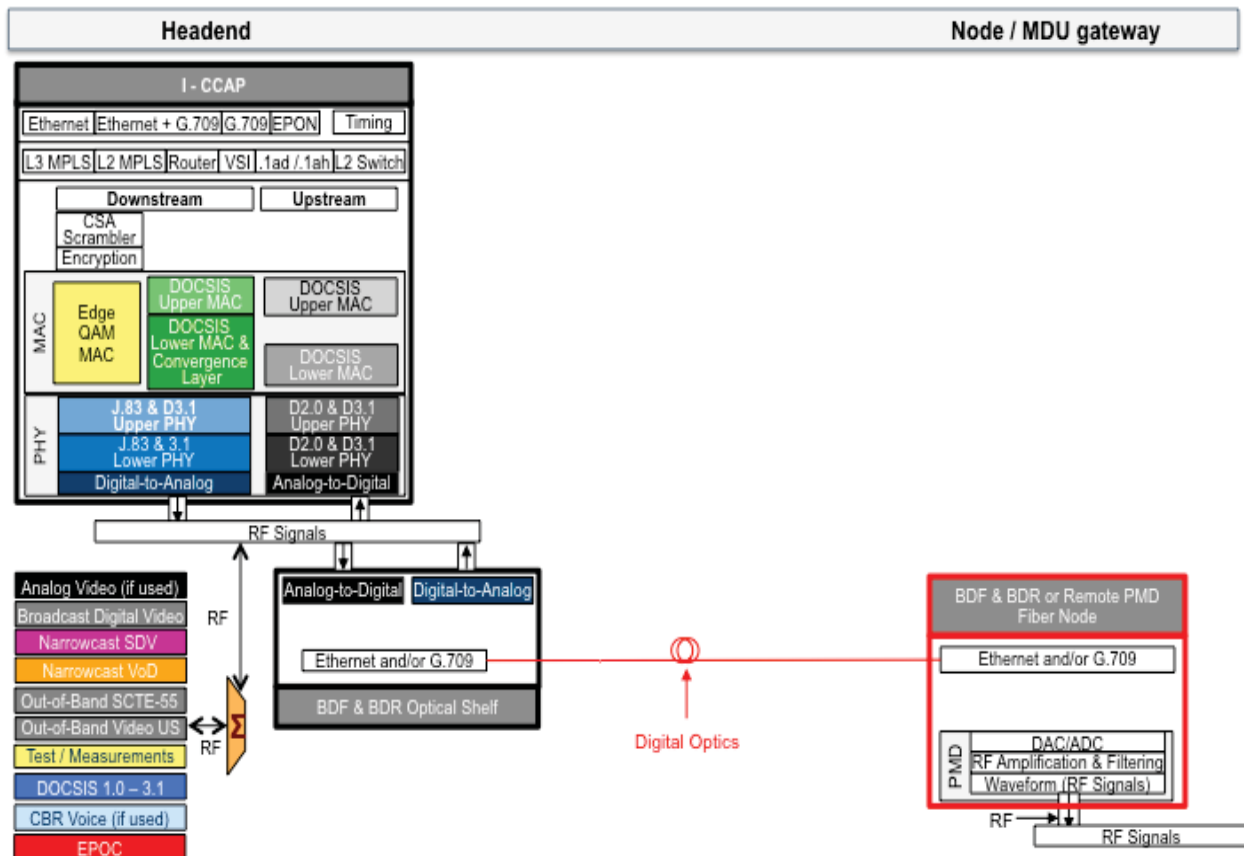 Headend
Node / MDU gateway
I - CCAP
Ethernet
Ethernet + G.709
G.709
EPON
Timing
L3 MPLS
L2 MPLS
Router
VSI
.1ad /.1ah
L2 Switch
Downstream
Upstream
CSA
Scrambler
Encryption
MAC
Edge
QAM
MAC
DOCSIS
Upper MAC
DOCSIS
Lower MAC &
Convergence
Layer
DOCSIS
Upper MAC
DOCSIS
Lower MAC
PHY
J.83 & D3.1
Upper PHY
J.83 & 3.1
Lower PHY
Digital-to-Analog
D2.0 & D3.1
Upper PHY
D2.0 & D3.1
Lower PHY
Analog-to-Digital
RF Signals
Analog Video (if used)
Broadcast Digital Video
Narrowcast SDV
Narrowcast VoD
Out-of-Band SCTE-55
Out-of-Band Video US
Test / Measurements
DOCSIS 1.0 – 3.1
CBR Voice (if used)
EPOC
RF
RF
Σ
Analog-to-Digital
Digital-to-Analog
Ethernet and/or G.709
BDF & BDR Optical Shelf
Digital Optics
BDF & BDR or Remote PMD
Fiber Node
Ethernet and/or G.709
PMD
DAC/ADC
RF Amplification & Filtering
Waveform (RF Signals)
RF
RF Signals